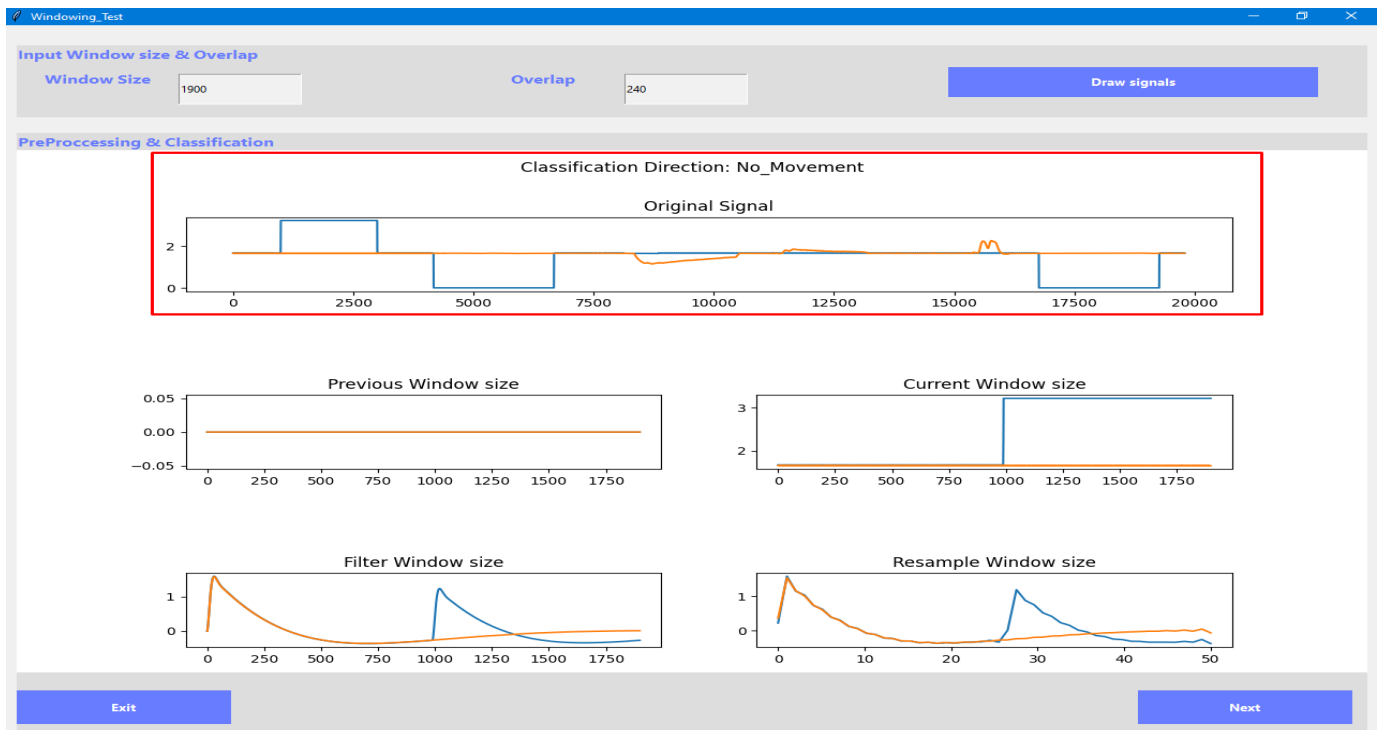 Windowing_Test
Input Window size & Overlap
Window Size 1900 Overlap 240 Draw signals
PreProccessing & Classification
Classification Direction: No_Movement
Original Signal
2
0
0 2500 5000 7500 10000 12500 15000 17500 20000
Previous Window size
0.05
0.00
−0.05
0 250 500 750 1000 1250 1500 1750
Current Window size
3
2
0 250 500 750 1000 1250 1500 1750
Filter Window size
1
0
0 250 500 750 1000 1250 1500 1750
Resample Window size
1
0
0 10 20 30 40 50
Exit Next